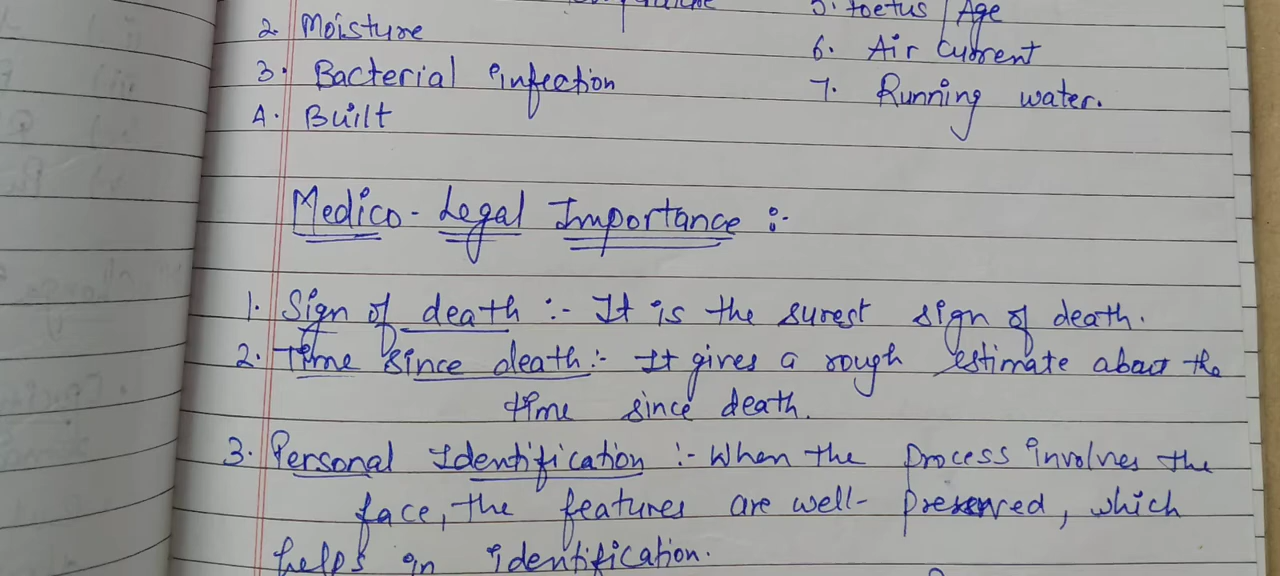 5. Foetus / Age
2. Moisture
6. Air Current
3. Bacterial infection
7. Running water.
4. Built
Medico-Legal Importance :-
1. Sign of death :- It is the surest sign of death.
2. Time since death :- It gives a rough estimate about the
time since death.
3. Personal Identification :- When the process involves the
face, the features are well-preserved, which
helps in identification.